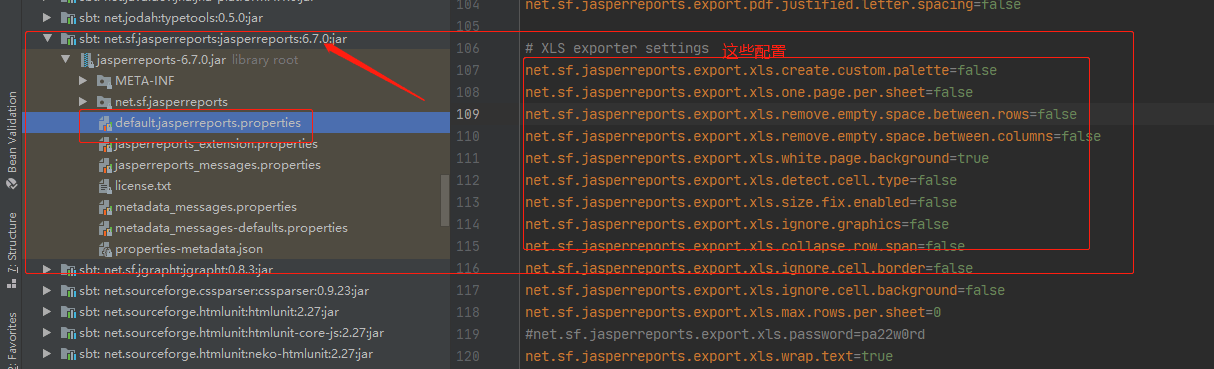 net.javalov.jna:jna-platform:4.1.0:jar
sbt: net.jodah:typetools:0.5.0:jar
sbt: net.sf.jasperreports:jasperreports:6.7.0:jar
jasperreports-6.7.0.jar library root
META-INF
net.sf.jasperreports
default.jasperreports.properties
jasperreports_extension.properties
jasperreports_messages.properties
license.txt
metadata_messages.properties
metadata_messages-defaults.properties
properties-metadata.json
sbt: net.sf.jgrapht:jgrapht:0.8.3:jar
sbt: net.sourceforge.cssparser:cssparser:0.9.23:jar
sbt: net.sourceforge.htmlunit:htmlunit:2.27:jar
sbt: net.sourceforge.htmlunit:htmlunit-core-js:2.27:jar
sbt: net.sourceforge.htmlunit:neko-htmlunit:2.27:jar
Bean Validation
7: Structure
2: Favorites
104 net.sf.jasperreports.export.pdf.justified.letter.spacing=false
105
106 # XLS exporter settings 这些配置
107 net.sf.jasperreports.export.xls.create.custom.palette=false
108 net.sf.jasperreports.export.xls.one.page.per.sheet=false
109 net.sf.jasperreports.export.xls.remove.empty.space.between.rows=false
110 net.sf.jasperreports.export.xls.remove.empty.space.between.columns=false
111 net.sf.jasperreports.export.xls.white.page.background=true
112 net.sf.jasperreports.export.xls.detect.cell.type=false
113 net.sf.jasperreports.export.xls.size.fix.enabled=false
114 net.sf.jasperreports.export.xls.ignore.graphics=false
115 net.sf.jasperreports.export.xls.collapse.row.span=false
116 net.sf.jasperreports.export.xls.ignore.cell.border=false
117 net.sf.jasperreports.export.xls.ignore.cell.background=false
118 net.sf.jasperreports.export.xls.max.rows.per.sheet=0
119 #net.sf.jasperreports.export.xls.password=pa22w0rd
120 net.sf.jasperreports.export.xls.wrap.text=true